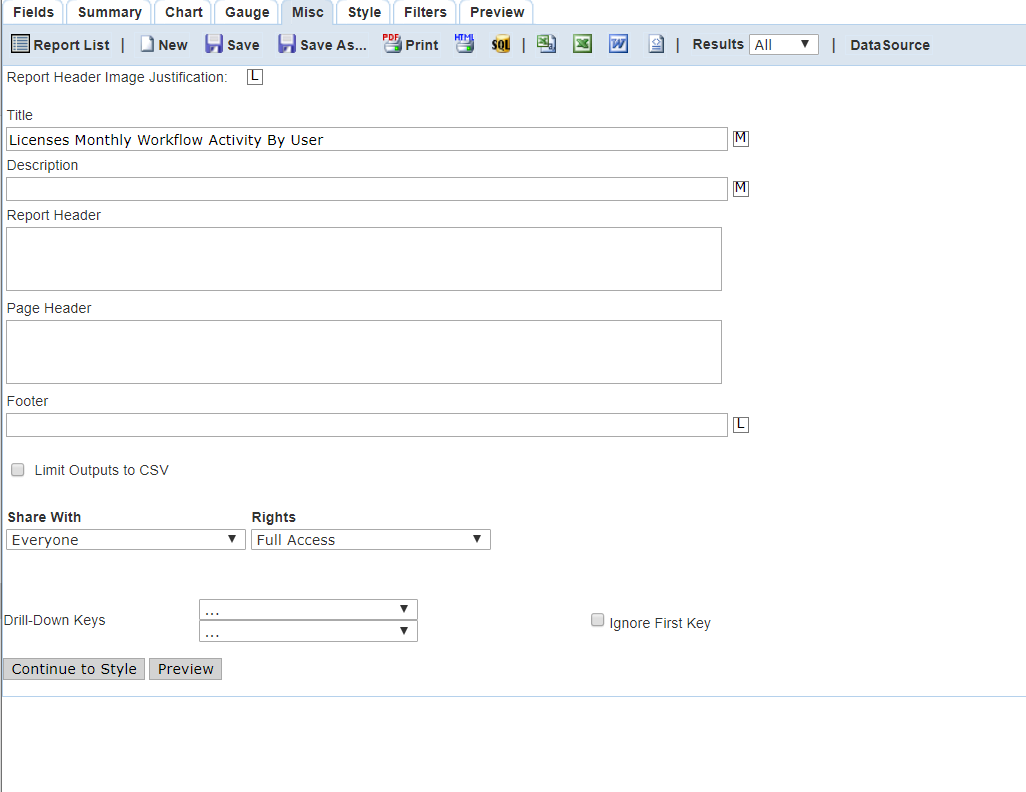 Fields Summary Chart Gauge Misc Style Filters Preview
Report List | New Save Save As... PDF Print HTML SQL | Results All ▼ | DataSource
Report Header Image Justification: L
Title
Licenses Monthly Workflow Activity By User M
Description
M
Report Header
Page Header
Footer
L
Limit Outputs to CSV
Share With Rights
Everyone ▼ Full Access ▼
... ▼
Drill-Down Keys Ignore First Key
... ▼
Continue to Style Preview